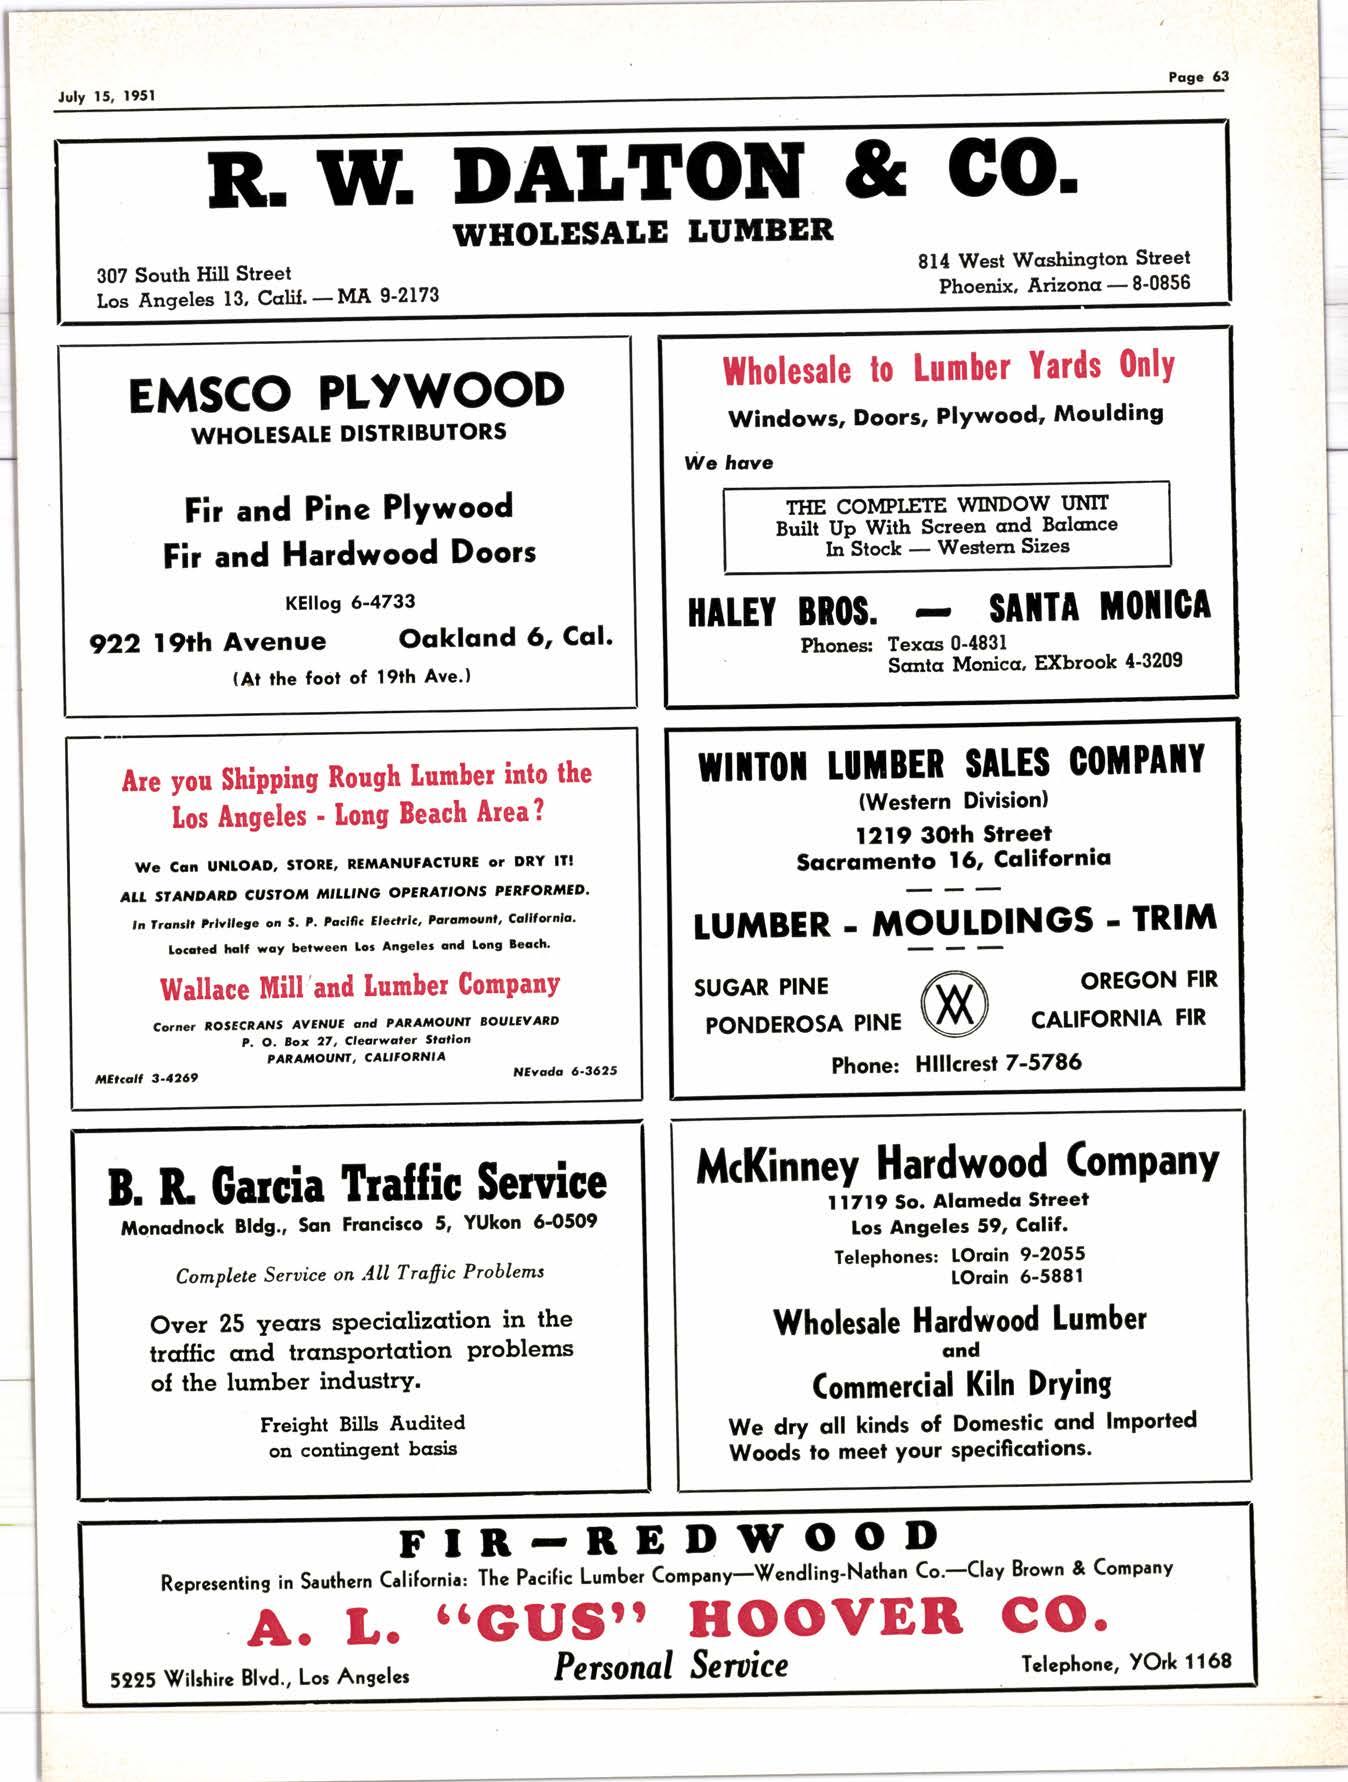 July 15, 1951
Page 63
R. W. DALTON & CO.
WHOLESALE LUMBER
307 South Hill Street
Los Angeles 13, Calif. — MA 9-2173
814 West Washington Street
Phoenix, Arizona — 8-0856
EMSCO PLYWOOD
WHOLESALE DISTRIBUTORS
Fir and Pine Plywood
Fir and Hardwood Doors
KEllog 6-4733
922 19th Avenue Oakland 6, Cal.
(At the foot of 19th Ave.)
Wholesale to Lumber Yards Only
Windows, Doors, Plywood, Moulding
We have
THE COMPLETE WINDOW UNIT
Built Up With Screen and Balance
In Stock — Western Sizes
HALEY BROS. — SANTA MONICA
Phones: Texas 0-4831
Santa Monica, EXbrook 4-3209
Are you Shipping Rough Lumber into the
Los Angeles - Long Beach Area?
We Can UNLOAD, STORE, REMANUFACTURE or DRY IT!
ALL STANDARD CUSTOM MILLING OPERATIONS PERFORMED.
In Transit Privilege on S. P. Pacific Electric, Paramount, California.
Located half way between Los Angeles and Long Beach.
Wallace Mill and Lumber Company
Corner ROSECRANS AVENUE and PARAMOUNT BOULEVARD
P. O. Box 27, Clearwater Station
PARAMOUNT, CALIFORNIA
MEtcalf 3-4269 NEvada 6-3625
WINTON LUMBER SALES COMPANY
(Western Division)
1219 30th Street
Sacramento 16, California
— — —
LUMBER - MOULDINGS - TRIM
— — —
SUGAR PINE OREGON FIR
PONDEROSA PINE CALIFORNIA FIR
Phone: HIllcrest 7-5786
B. R. Garcia Traffic Service
Monadnock Bldg., San Francisco 5, YUkon 6-0509
Complete Service on All Traffic Problems
Over 25 years specialization in the
traffic and transportation problems
of the lumber industry.
Freight Bills Audited
on contingent basis
McKinney Hardwood Company
11719 So. Alameda Street
Los Angeles 59, Calif.
Telephones: LOrain 9-2055
LOrain 6-5881
Wholesale Hardwood Lumber
and
Commercial Kiln Drying
We dry all kinds of Domestic and Imported
Woods to meet your specifications.
FIR — REDWOOD
Representing in Sauthern California: The Pacific Lumber Company—Wendling-Nathan Co.—Clay Brown & Company
A. L. “GUS” HOOVER CO.
5225 Wilshire Blvd., Los Angeles Personal Service Telephone, YOrk 1168